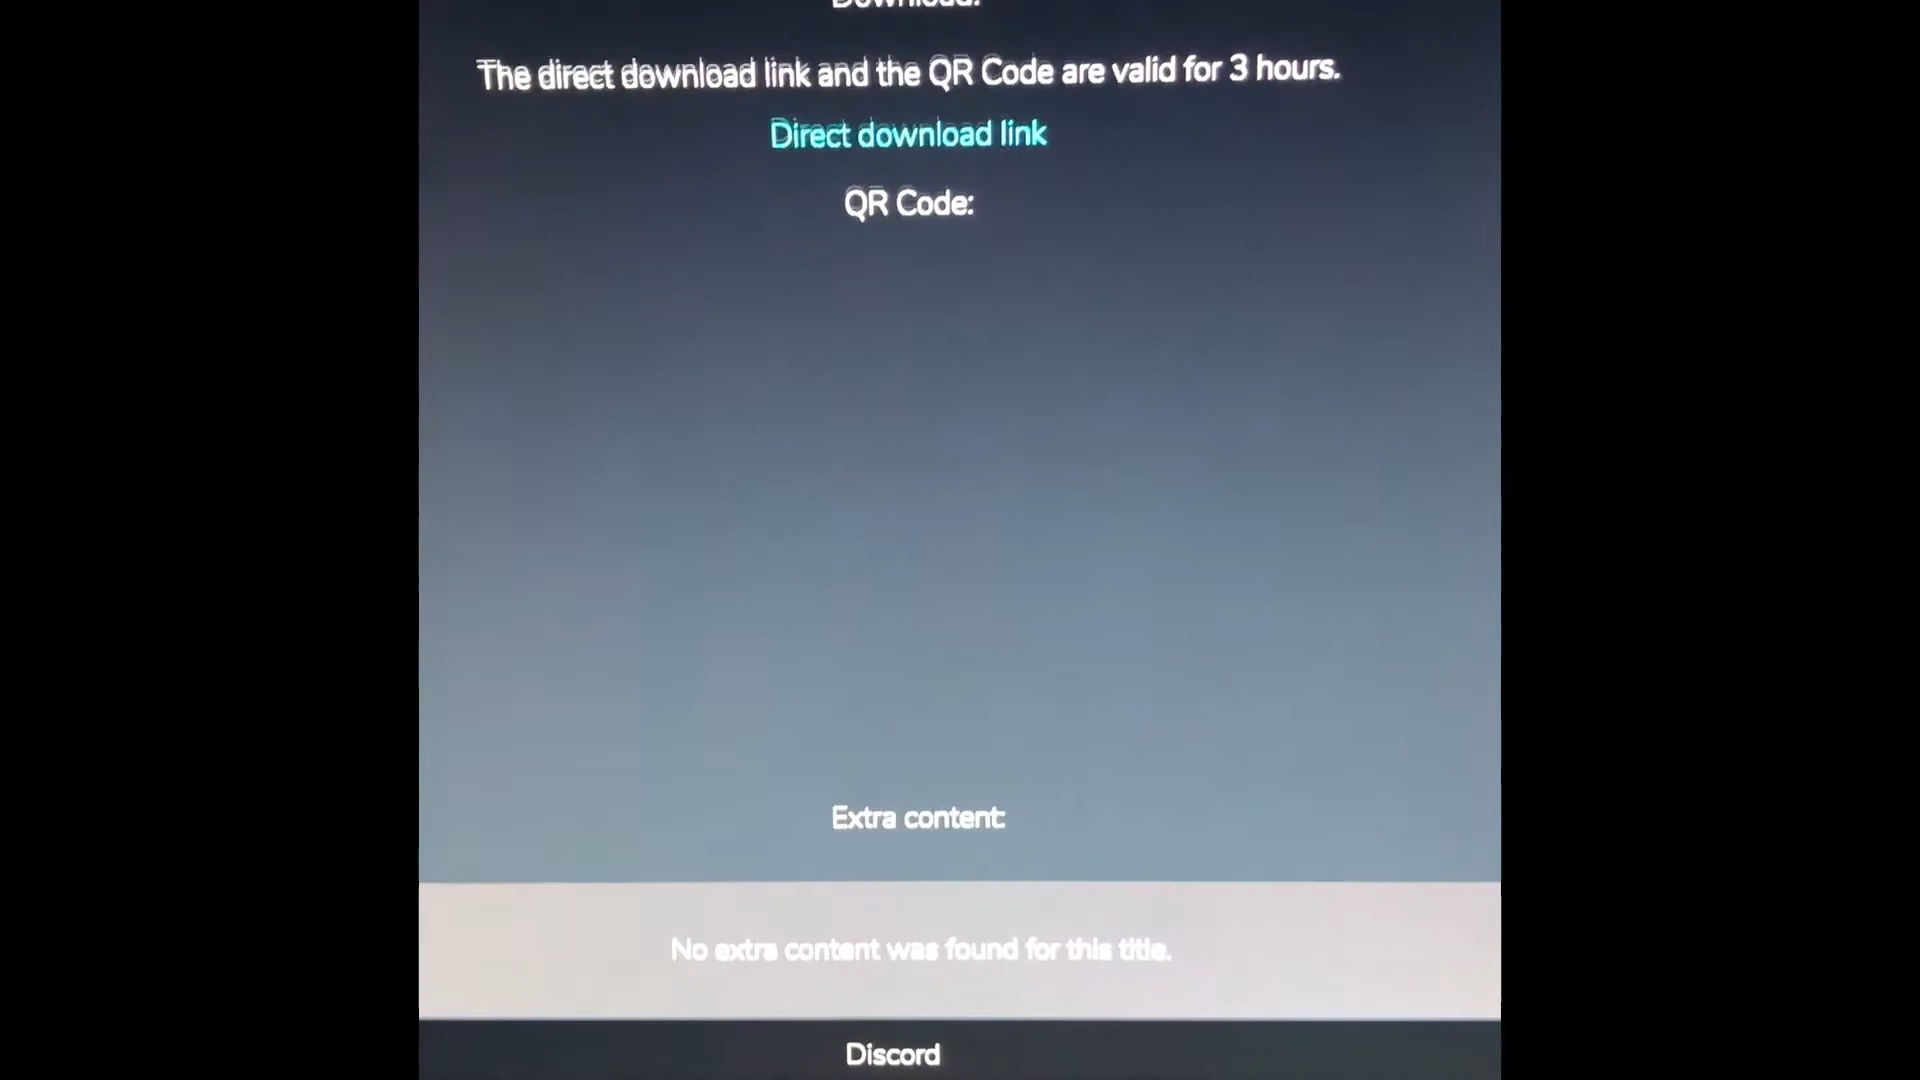 Download:
The direct download link and the QR Code are valid for 3 hours.
Direct download link
QR Code:
Extra content:
No extra content was found for this title.
Discord